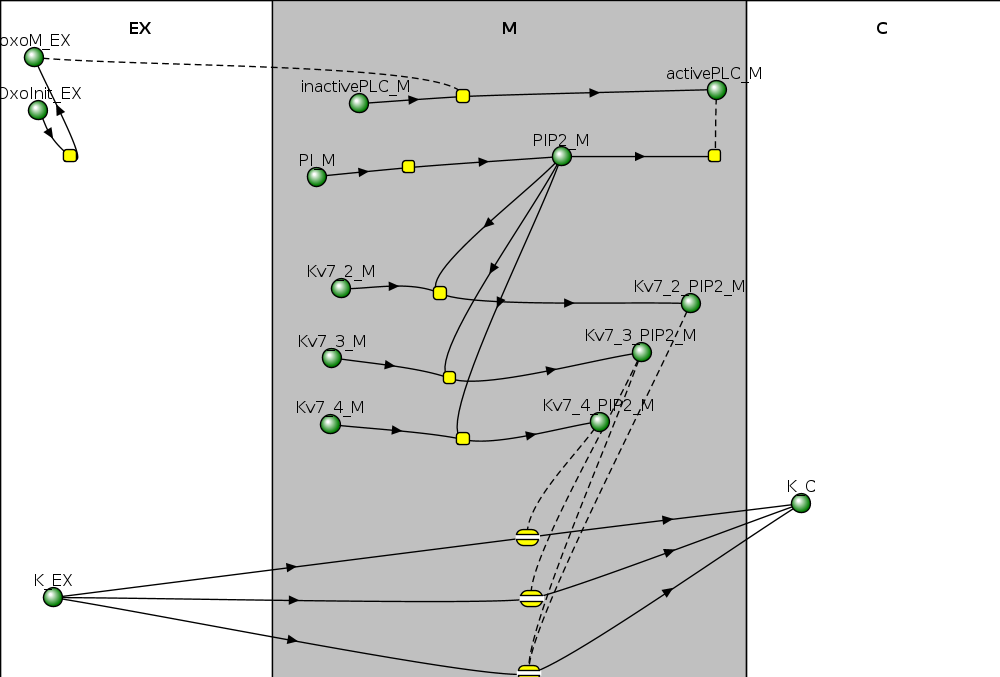 EX
M
C
oxoM_EX
OxoInit_EX
inactivePLC_M
activePLC_M
PIP2_M
PI_M
Kv7_2_M
Kv7_2_PIP2_M
Kv7_3_M
Kv7_3_PIP2_M
Kv7_4_M
Kv7_4_PIP2_M
K_C
K_EX